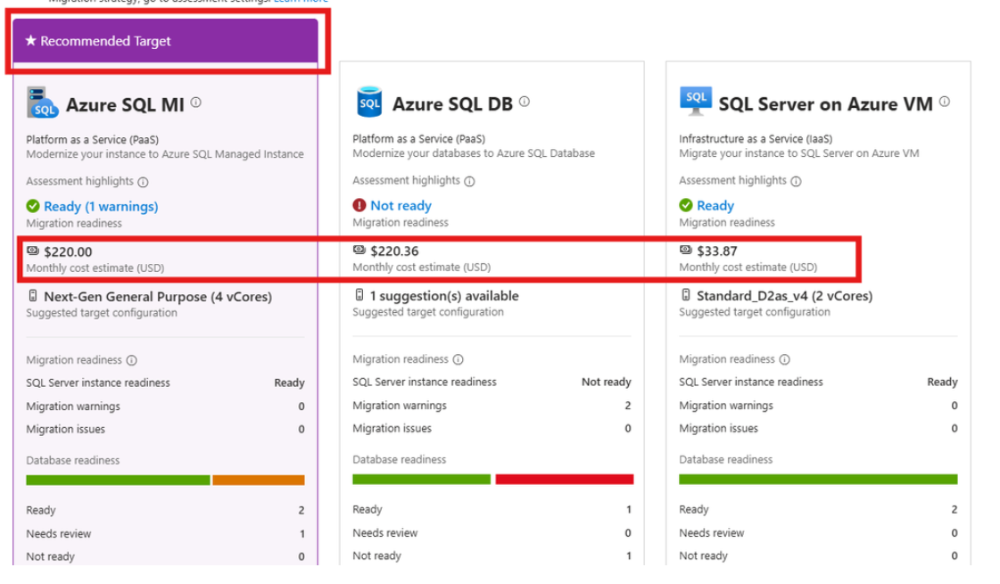 Migration strategy, go to assessment settings. Learn more
★ Recommended Target
Azure SQL MI
Platform as a Service (PaaS)
Modernize your instance to Azure SQL Managed Instance
Assessment highlights
Ready (1 warnings)
Migration readiness
$220.00
Monthly cost estimate (USD)
Next-Gen General Purpose (4 vCores)
Suggested target configuration
Migration readiness
SQL Server instance readiness Ready
Migration warnings 0
Migration issues 0
Database readiness
Ready 2
Needs review 1
Not ready 0
SQL
Azure SQL DB
Platform as a Service (PaaS)
Modernize your databases to Azure SQL Database
Assessment highlights
Not ready
Migration readiness
$220.36
Monthly cost estimate (USD)
1 suggestion(s) available
Suggested target configuration
Migration readiness
SQL Server instance readiness Not ready
Migration warnings 2
Migration issues 0
Database readiness
Ready 1
Needs review 0
Not ready 1
SQL
SQL Server on Azure VM
Infrastructure as a Service (IaaS)
Migrate your instance to SQL Server on Azure VM
Assessment highlights
Ready
Migration readiness
$33.87
Monthly cost estimate (USD)
Standard_D2as_v4 (2 vCores)
Suggested target configuration
Migration readiness
SQL Server instance readiness Ready
Migration warnings 0
Migration issues 0
Database readiness
Ready 2
Needs review 0
Not ready 0
SQL